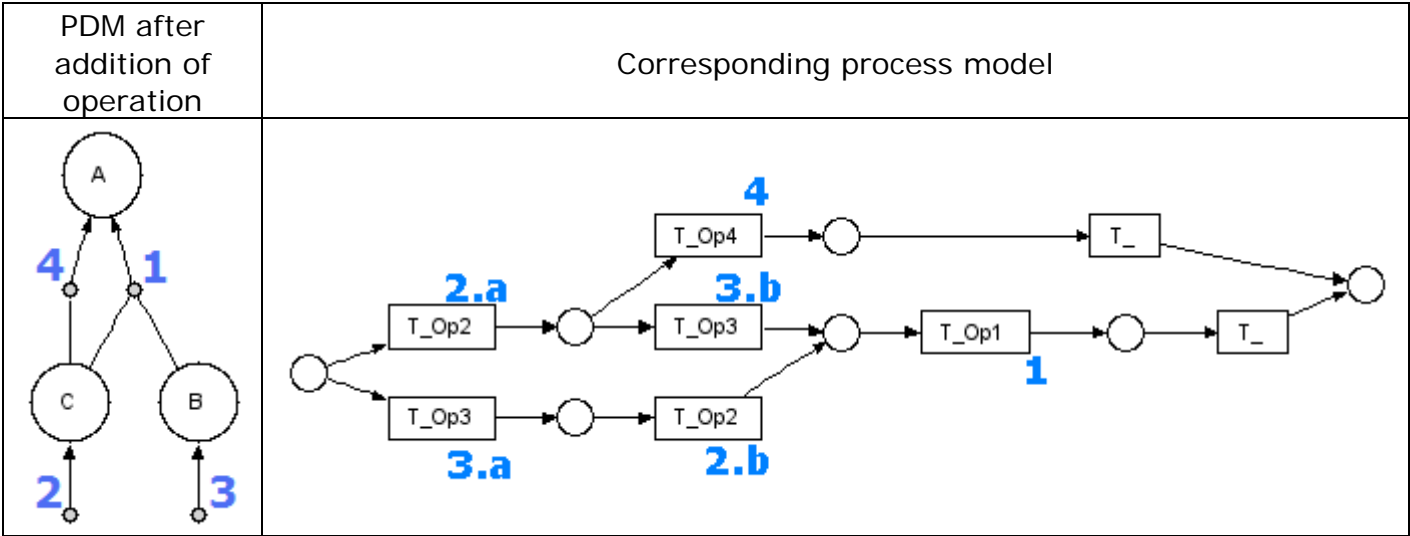 PDM after
addition of
operation
Corresponding process model
A
4
1
C
B
2
3
4
T_Op4
T_
2.a
3.b
T_Op2
T_Op3
T_Op1
T_
1
T_Op3
T_Op2
3.a
2.b